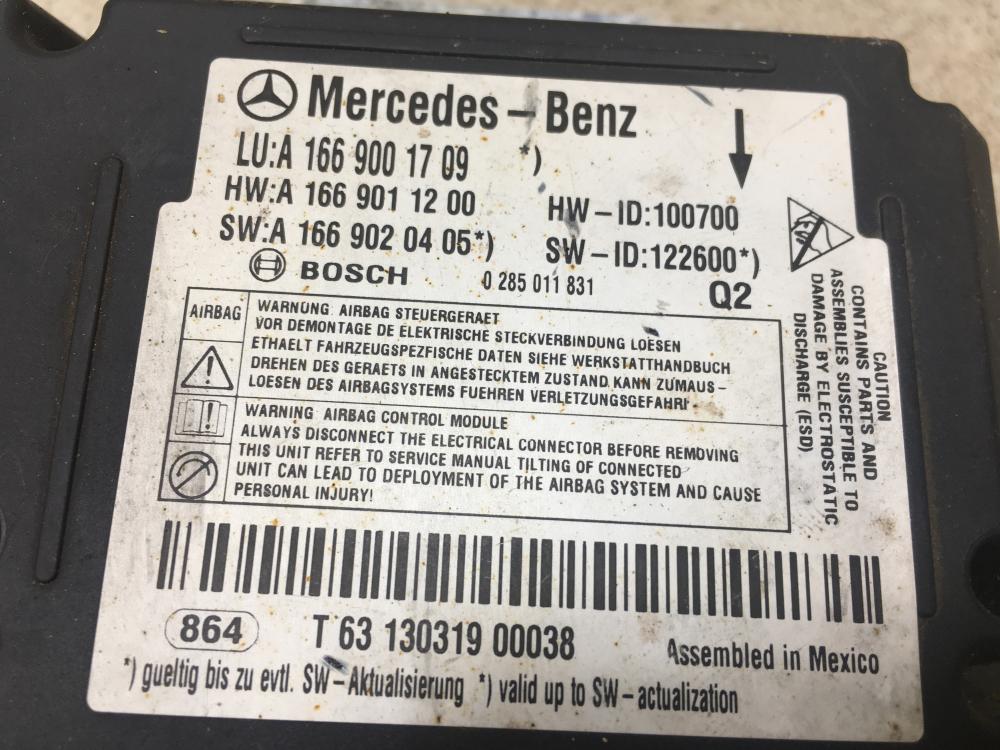 Mercedes-Benz
LU:A 166 900 17 09 *)
HW:A 166 901 12 00 HW-ID:100700
SW:A 166 902 04 05*) SW-ID:122600*)
BOSCH 0 285 011 831 Q2
AIRBAG
WARNUNG: AIRBAG STEUERGERAET
VOR DEMONTAGE DE ELEKTRISCHE STECKVERBINDUNG LOESEN
ETHAELT FAHRZEUGSPEZFISCHE DATEN SIEHE WERKSTATTHANDBUCH
DREHEN DES GERAETS IN ANGESTECKTEM ZUSTAND KANN ZUMAUS-
LOESEN DES AIRBAGSYSTEMS FUEHREN VERLETZUNGSGEFAHR!
WARNING: AIRBAG CONTROL MODULE
ALWAYS DISCONNECT THE ELECTRICAL CONNECTOR BEFORE REMOVING
THIS UNIT REFER TO SERVICE MANUAL TILTING OF CONNECTED
UNIT CAN LEAD TO DEPLOYMENT OF THE AIRBAG SYSTEM AND CAUSE
PERSONAL INJURY!
CAUTION
CONTAINS PARTS AND
ASSEMBLIES SUSCEPTIBLE TO
DAMAGE BY ELECTROSTATIC
DISCHARGE (ESD)
864 T 63 130319 00038 Assembled in Mexico
*) gueltig bis zu evtl. SW-Aktualisierung *) valid up to SW-actualization